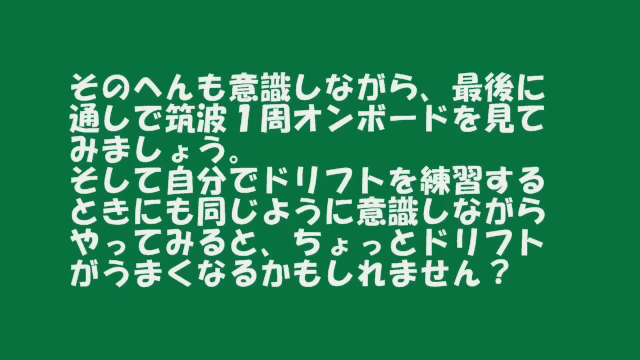 そのへんも意識しながら、最後に
通しで筑波１周オンボードを見て
みましょう。
そして自分でドリフトを練習する
ときにも同じように意識しながら
やってみると、ちょっとドリフト
がうまくなるかもしれません？